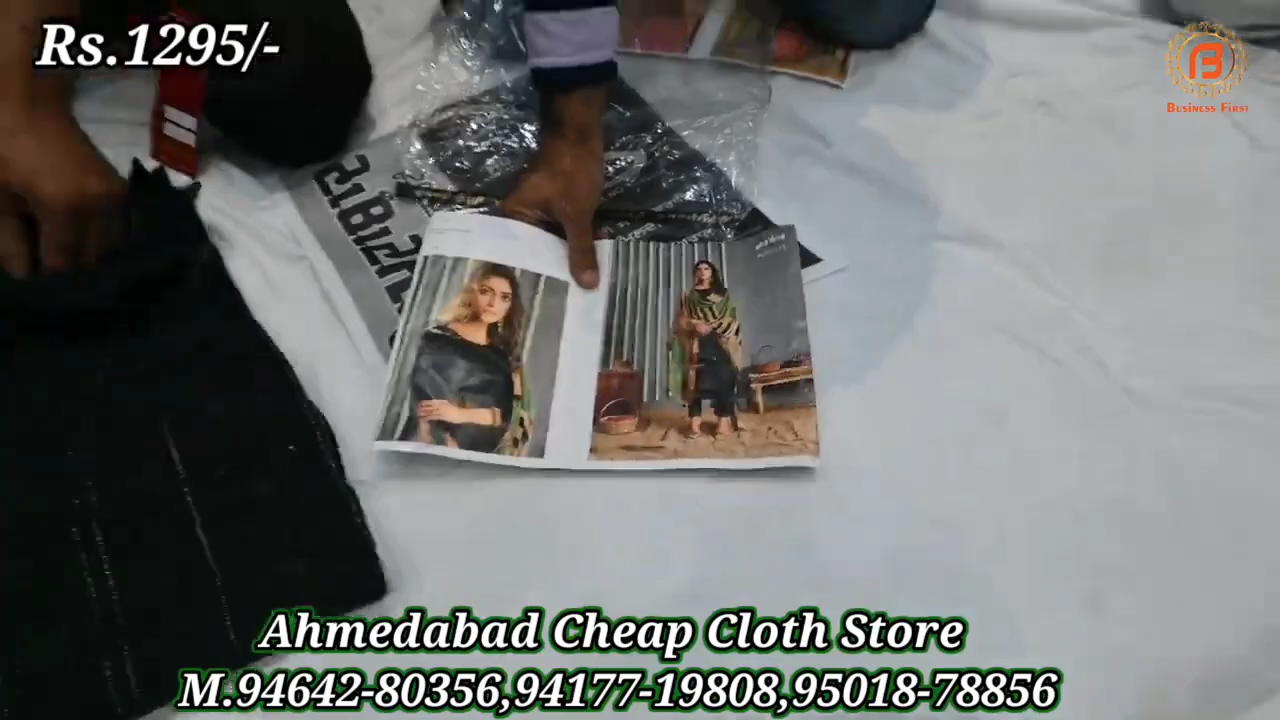 Rs.1295/-
B
BUSINESS FIRST
Ahmedabad Cheap Cloth Store
M.94642-80356,94177-19808,95018-78856